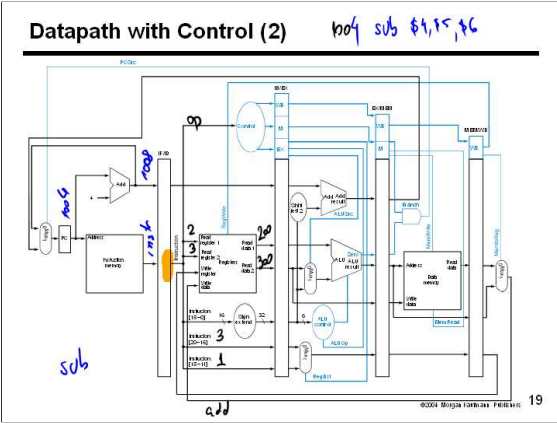 Datapath with Control (2)
sub $4,$5,$6
PCSrc
ID/EX
EX/MEM
MEM/WB
Control
WB
M
EX
WB
M
WB
IF/ID
op
1004
1008
Add
4
Add
Add
result
Shift
left 2
ALUSrc
Branch
RegWrite
MemWrite
MemtoReg
PC
Address
Instruction
memory
Instruction
2
3
200
300
Read
register 1
Read
register 2
Write
register
Write
data
Registers
Read
data 1
Read
data 2
Zero
ALU
ALU
result
Address
Write
data
Data
memory
Read
data
MemRead
Instruction
[15–0]
16
Sign
extend
32
6
ALU
control
ALUOp
Instruction
[20–16]
3
Instruction
[15–11]
1
RegDst
sub
add
©2004 Morgan Kaufmann Publishers
19